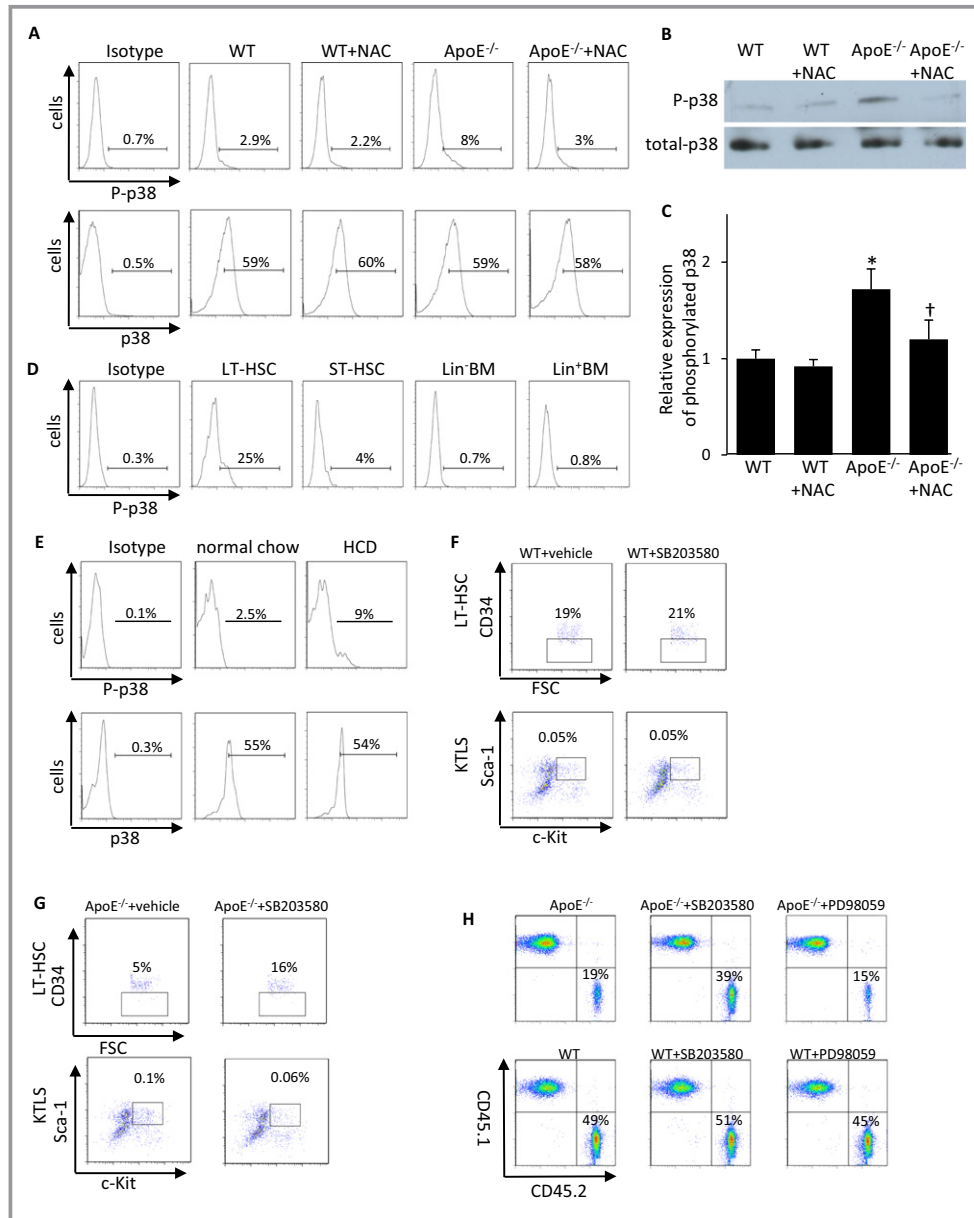 A
Isotype WT WT+NAC ApoE-/- ApoE-/-+NAC
cells
0.7% 2.9% 2.2% 8% 3%
P-p38
cells
0.5% 59% 60% 59% 58%
p38
B
WT WT +NAC ApoE-/- ApoE-/- +NAC
P-p38
total-p38
C
Relative expression
of phosphorylated p38
2
1
0
*
†
WT WT +NAC ApoE-/- ApoE-/- +NAC
D
Isotype LT-HSC ST-HSC Lin-BM Lin+BM
cells
0.3% 25% 4% 0.7% 0.8%
P-p38
E
Isotype normal chow HCD
cells
0.1% 2.5% 9%
P-p38
cells
0.3% 55% 54%
p38
F
WT+vehicle WT+SB203580
LT-HSC
CD34
19% 21%
FSC
KTLS
Sca-1
0.05% 0.05%
c-Kit
G
ApoE-/-+vehicle ApoE-/-+SB203580
LT-HSC
CD34
5% 16%
FSC
KTLS
Sca-1
0.1% 0.06%
c-Kit
H
ApoE-/- ApoE-/-+SB203580 ApoE-/-+PD98059
19% 39% 15%
WT WT+SB203580 WT+PD98059
49% 51% 45%
CD45.1
CD45.2